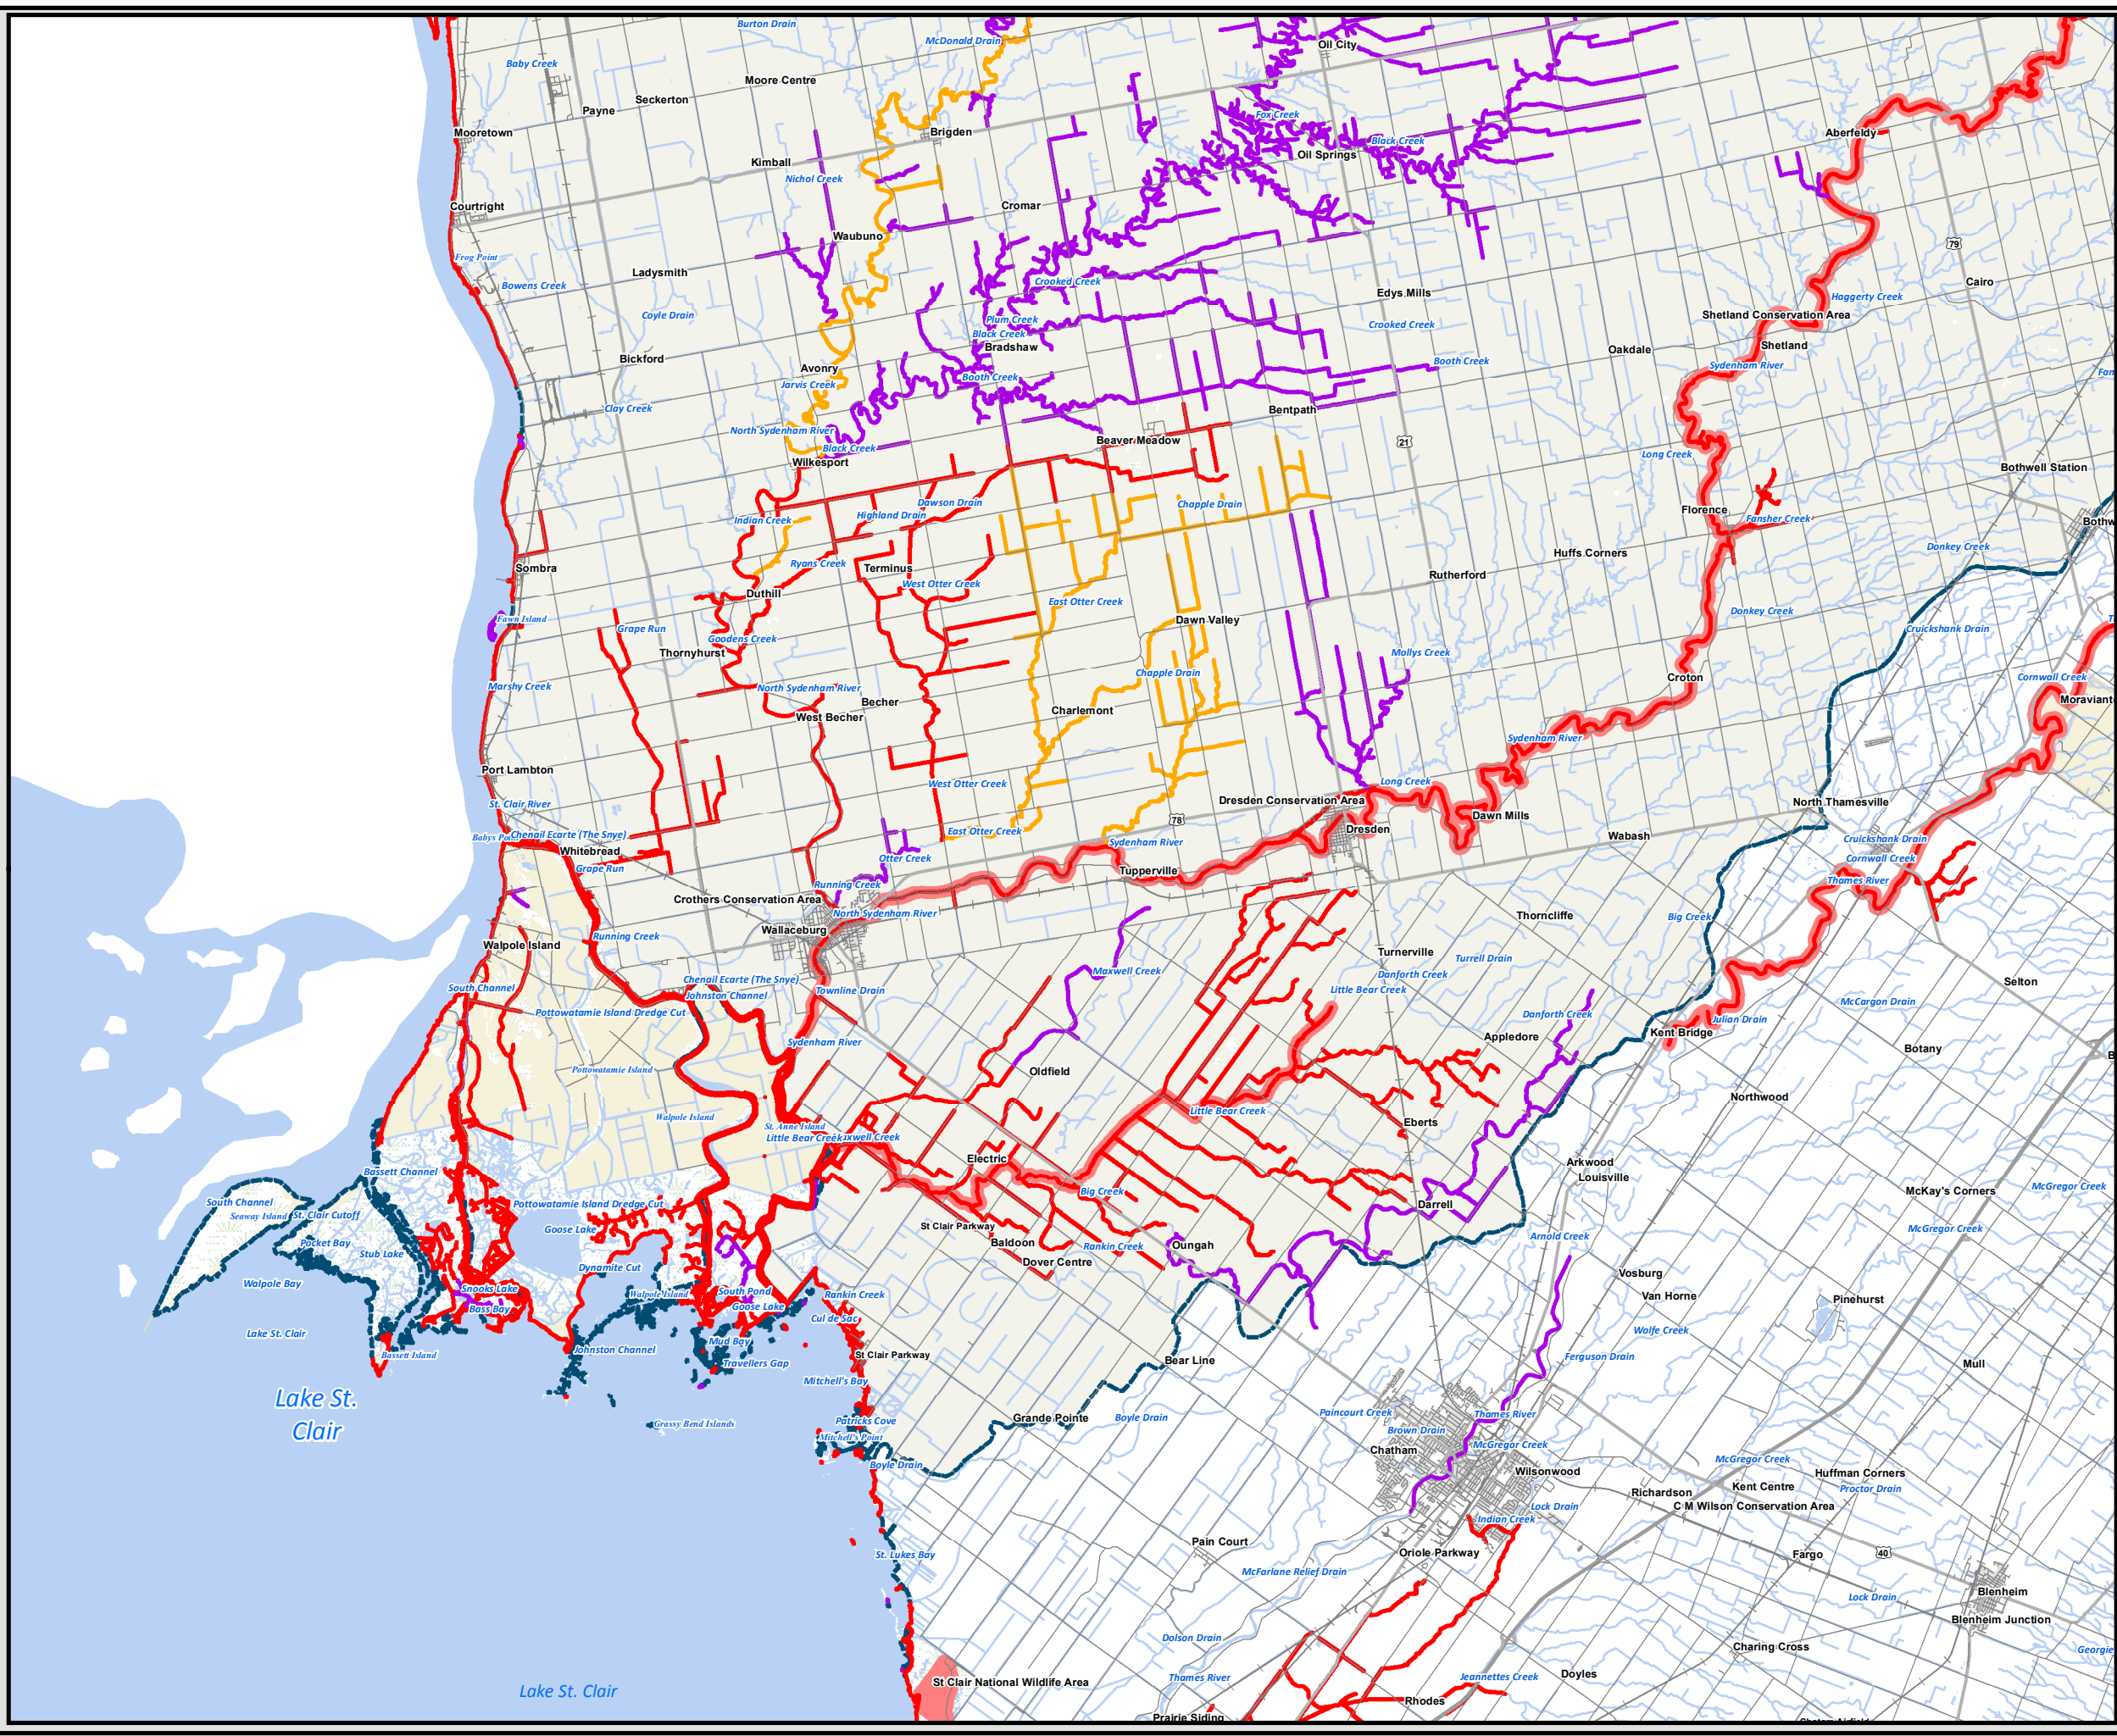 Burton Drain
McDonald Drain
Oil City
Baby Creek
Moore Centre
Seckerton
Payne
Fox Creek
Mooretown
Brigden
Aberfeldy
Black Creek
Oil Springs
Kimball
Nichol Creek
Courtright
Cromar
Waubuno
79
Frog Point
Ladysmith
Bowens Creek
Crooked Creek
Cairo
Edys Mills
Haggerty Creek
Coyle Drain
Plum Creek
Shetland Conservation Area
Crooked Creek
Black Creek
Bradshaw
Shetland
Oakdale
Bickford
Booth Creek
Sydenham River
Avonry
Booth Creek
Jarvis Creek
Clay Creek
Bentpath
North Sydenham River
Beaver Meadow
21
Black Creek
Long Creek
Wilkesport
Bothwell Station
Dawson Drain
Chapple Drain
Florence
Highland Drain
Indian Creek
Fansher Creek
Donkey Creek
Huffs Corners
Ryans Creek
Sombra
Terminus
Rutherford
West Otter Creek
Duthill
East Otter Creek
Donkey Creek
Fawn Island
Dawn Valley
Grape Run
Cruickshank Drain
Goodens Creek
Thornyhurst
Mollys Creek
Chapple Drain
Croton
Cornwall Creek
Marshy Creek
North Sydenham River
Becher
Charlemont
West Becher
Sydenham River
Port Lambton
West Otter Creek
Long Creek
Dresden Conservation Area
North Thamesville
St. Clair River
78
Dawn Mills
Dresden
East Otter Creek
Chenail Ecarte (The Snye)
Wabash
Cruickshank Drain
Sydenham River
Whitebread
Otter Creek
Cornwall Creek
Grape Run
Tupperville
Thames River
Running Creek
Crothers Conservation Area
North Sydenham River
Thorncliffe
Big Creek
Wallaceburg
Running Creek
Walpole Island
Turnerville
Turrell Drain
Maxwell Creek
Danforth Creek
Chenail Ecarte (The Snye)
Selton
South Channel
Johnston Channel
Townline Drain
Little Bear Creek
McCargon Drain
Pottowatamie Island Dredge Cut
Danforth Creek
Julian Drain
Kent Bridge
Sydenham River
Appledore
Botany
Pottowatamie Island
Oldfield
Northwood
Little Bear Creek
Walpole Island
St. Anne Island
Eberts
Little Bear Creek
Electric
Arkwood
Bassett Channel
Louisville
Big Creek
McGregor Creek
McKay's Corners
South Channel
Pottowatamie Island Dredge Cut
Darrell
Seaway Island
St. Clair Cutoff
Goose Lake
St Clair Parkway
McGregor Creek
Arnold Creek
Pocket Bay
Baldoon
Rankin Creek
Oungah
Stub Lake
Dover Centre
Dynamite Cut
Vosburg
Walpole Bay
Snooks Lake
Walpole Island
South Pond
Rankin Creek
Van Horne
Pinehurst
Bass Bay
Goose Lake
Cul de Sac
Lake St. Clair
Mud Bay
Wolfe Creek
Johnston Channel
Bassett Island
St Clair Parkway
Bear Line
Ferguson Drain
Travellers Gap
Mull
Mitchell's Bay
Lake St.
Clair
Paincourt Creek
Thames River
Grassy Bend Islands
Patricks Cove
Grande Pointe
Boyle Drain
Brown Drain
Mitchell's Point
Chatham
McGregor Creek
Boyle Drain
McGregor Creek
Wilsonwood
Huffman Corners
Kent Centre
Proctor Drain
Richardson
C M Wilson Conservation Area
Lock Drain
Indian Creek
Pain Court
St. Lukes Bay
Oriole Parkway
Fargo
40
McFarlane Relief Drain
Blenheim
Lock Drain
Blenheim Junction
Dolson Drain
Charing Cross
Thames River
Jeannettes Creek
Doyles
St Clair National Wildlife Area
Lake St. Clair
Rhodes
Prairie Siding